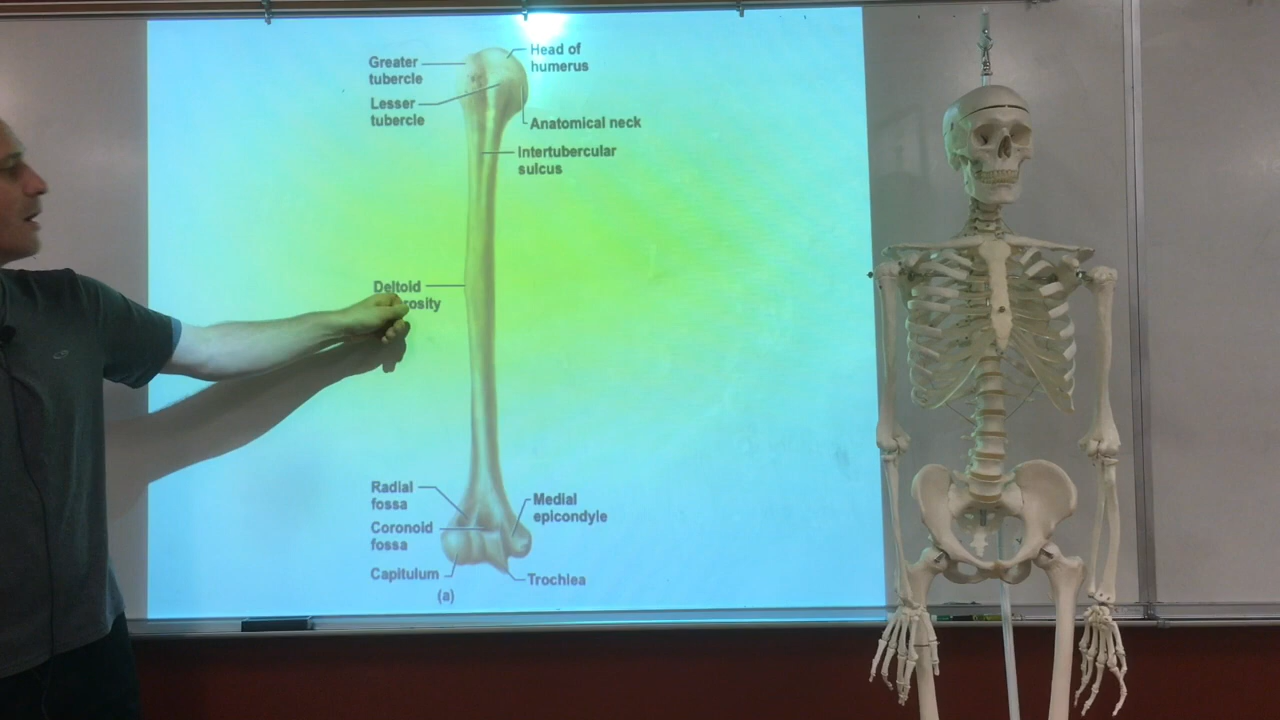 Greater
tubercle
Head of
humerus
Lesser
tubercle
Anatomical neck
Intertubercular
sulcus
Deltoid
rosity
Radial
fossa
Medial
epicondyle
Coronoid
fossa
Capitulum
Trochlea
(a)